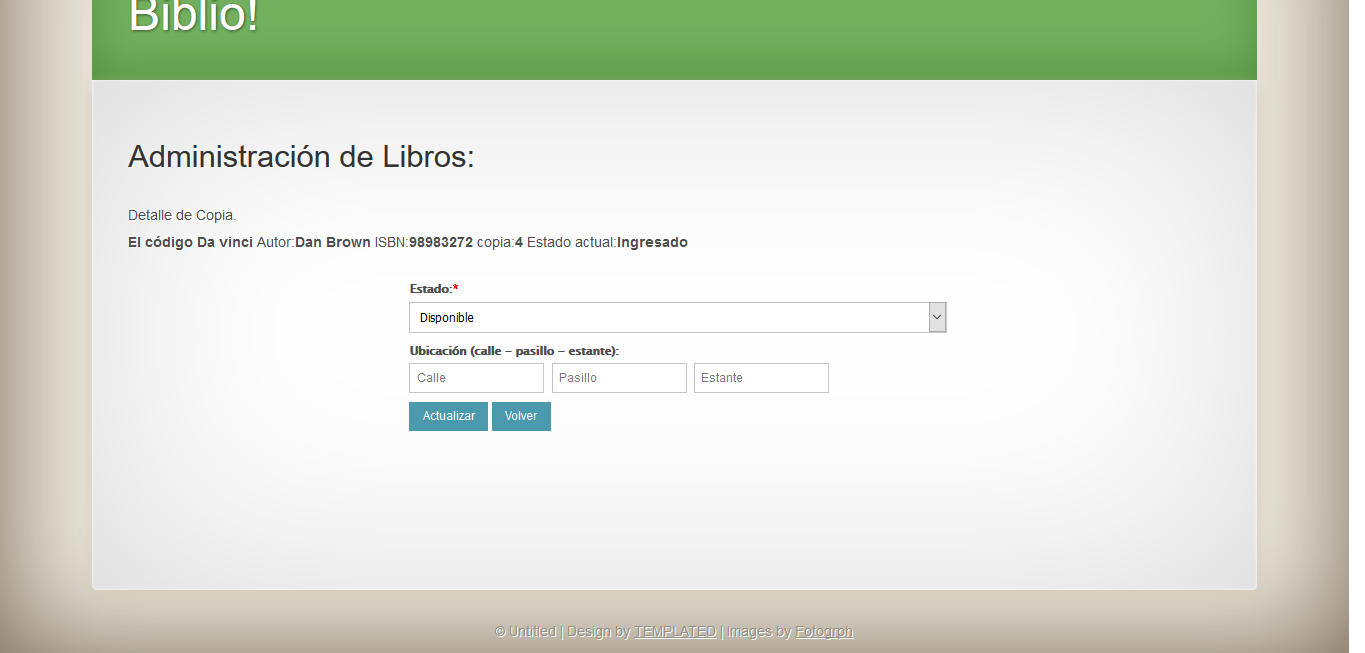 Biblio!
Administración de Libros:
Detalle de Copia.
El código Da vinci Autor:Dan Brown ISBN:98983272 copia:4 Estado actual:Ingresado
Estado:*
Disponible
Ubicación (calle – pasillo – estante):
Calle Pasillo Estante
Actualizar Volver
© Untitled | Design by TEMPLATED | Images by Fotogrph